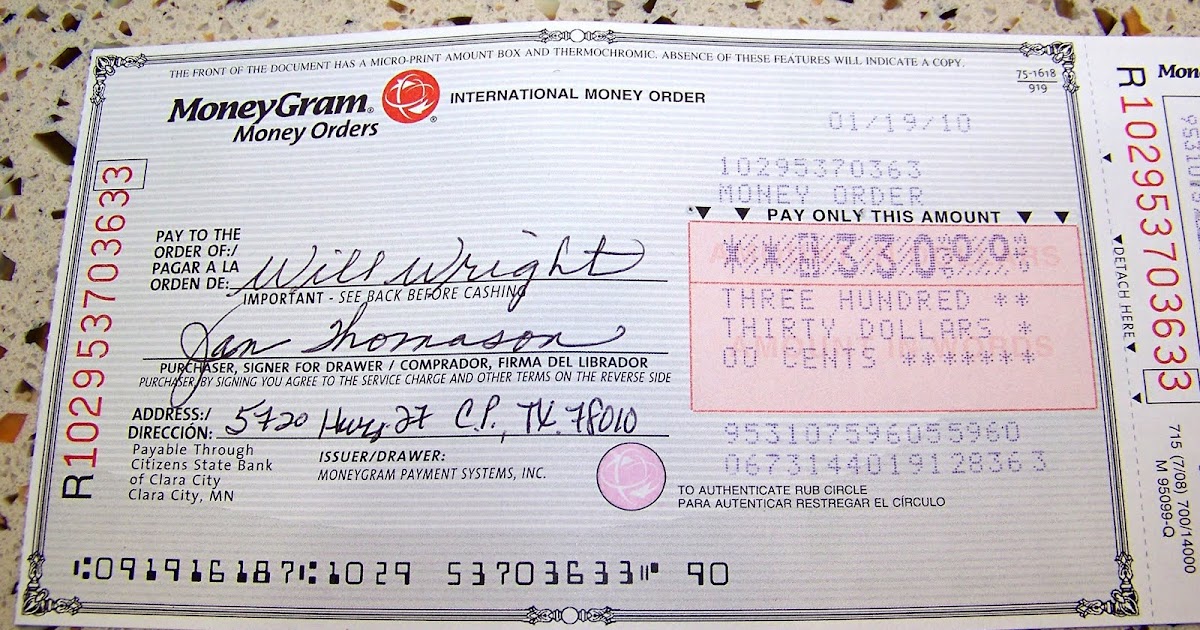 THE FRONT OF THE DOCUMENT HAS A MICRO-PRINT AMOUNT BOX AND THERMOCHROMIC. ABSENCE OF THESE FEATURES WILL INDICATE A COPY.
75-1618
919
MoneyGram®
Money Orders
INTERNATIONAL MONEY ORDER
01/19/10
10295370363
MONEY ORDER
PAY ONLY THIS AMOUNT
**330.00
THREE HUNDRED **
THIRTY DOLLARS *
00 CENTS *******
PAY TO THE
ORDER OF:/
PAGAR A LA
ORDEN DE: Will Wright
IMPORTANT - SEE BACK BEFORE CASHING
Jan Thomason
PURCHASER, SIGNER FOR DRAWER / COMPRADOR, FIRMA DEL LIBRADOR
PURCHASER, BY SIGNING YOU AGREE TO THE SERVICE CHARGE AND OTHER TERMS ON THE REVERSE SIDE
ADDRESS:/
DIRECCIÓN: 5720 Hwy 27 C.P., TX. 78010
Payable Through
Citizens State Bank
of Clara City
Clara City, MN
ISSUER/DRAWER:
MONEYGRAM PAYMENT SYSTEMS, INC.
953107596055960
067314401912836 3
TO AUTHENTICATE RUB CIRCLE
PARA AUTENTICAR RESTREGAR EL CÍRCULO
R102953703633
⑆091916187⑆1029 53703633⑈ 90
R102953703633
DETACH HERE
715 (7/08) 700/14000
M 95099-Q